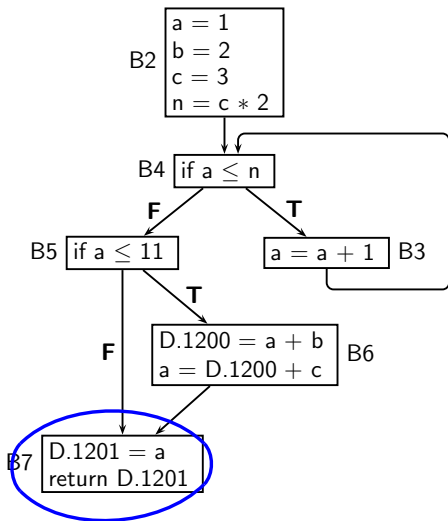 B2
a = 1
b = 2
c = 3
n = c * 2
B4
if a ≤ n
F
T
B5
if a ≤ 11
a = a + 1
B3
F
T
D.1200 = a + b
a = D.1200 + c
B6
B7
D.1201 = a
return D.1201